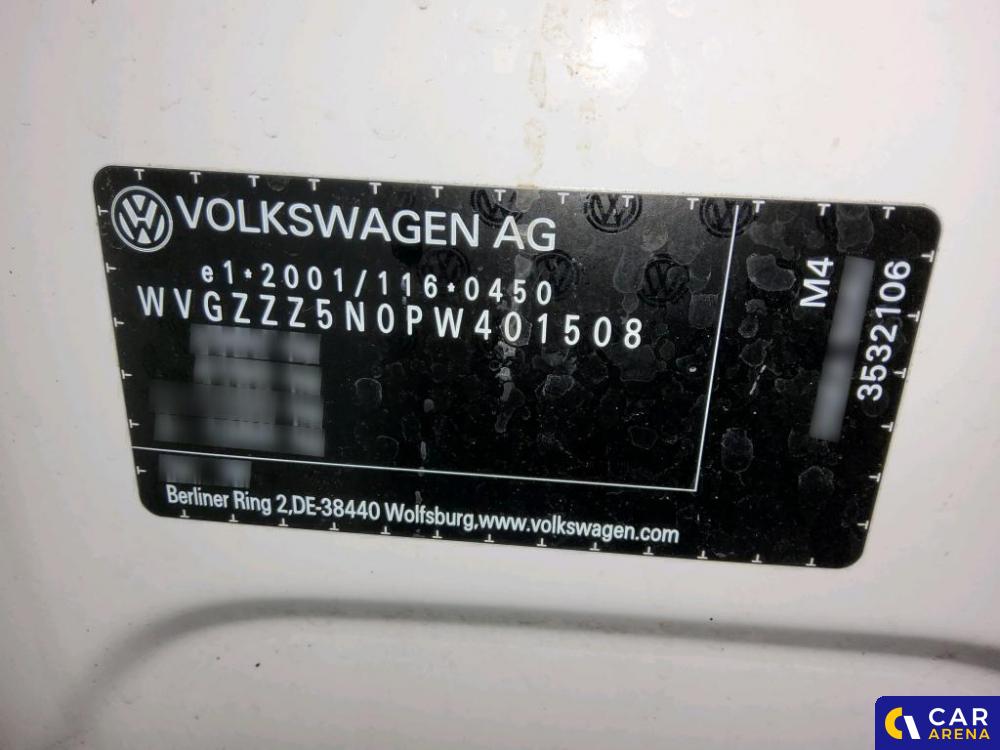 VOLKSWAGEN AG
e1*2001/116*0450
WVGZZZ5N0PW401508
Berliner Ring 2,DE-38440 Wolfsburg,www.volkswagen.com
M4
3532106
CAR
ARENA